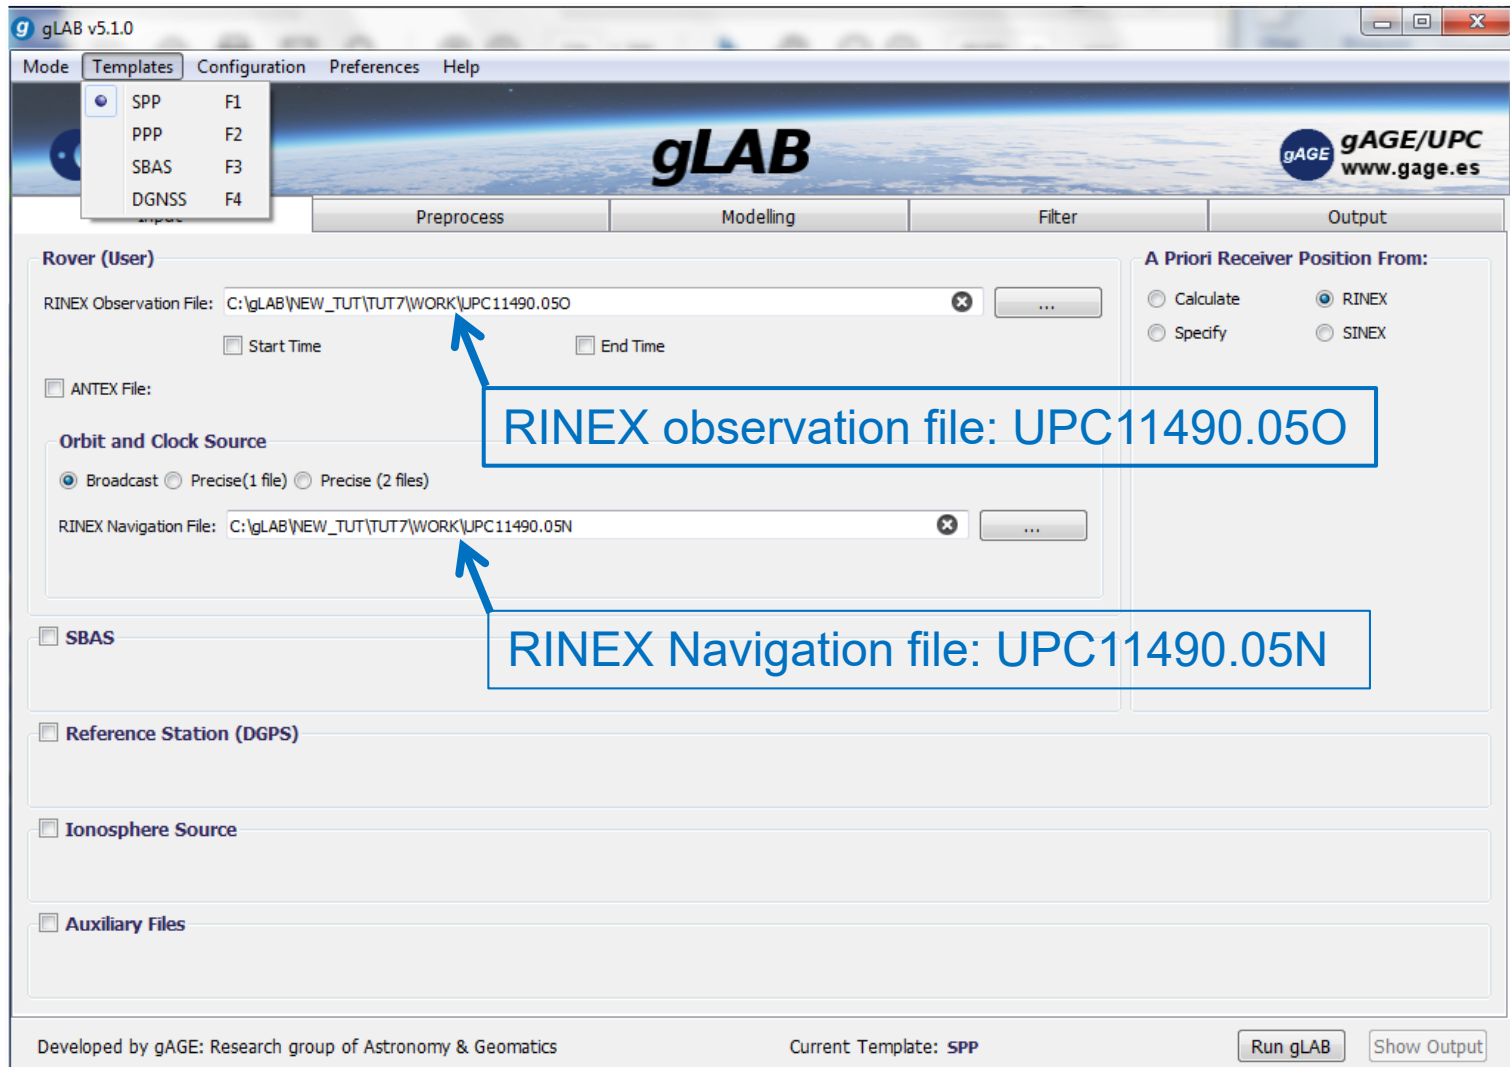 gLAB v5.1.0
Mode Templates Configuration Preferences Help
SPP F1
PPP F2
SBAS F3
DGNSS F4
gLAB
gAGE
gAGE/UPC
www.gage.es
Input Preprocess Modelling Filter Output
Rover (User)
RINEX Observation File: C:\gLAB\NEW_TUT\TUT7\WORK\UPC11490.05O ...
Start Time End Time
ANTEX File:
RINEX observation file: UPC11490.05O
Orbit and Clock Source
Broadcast Precise(1 file) Precise (2 files)
RINEX Navigation File: C:\gLAB\NEW_TUT\TUT7\WORK\UPC11490.05N ...
RINEX Navigation file: UPC11490.05N
A Priori Receiver Position From:
Calculate RINEX
Specify SINEX
SBAS
Reference Station (DGPS)
Ionosphere Source
Auxiliary Files
Developed by gAGE: Research group of Astronomy & Geomatics Current Template: SPP Run gLAB Show Output